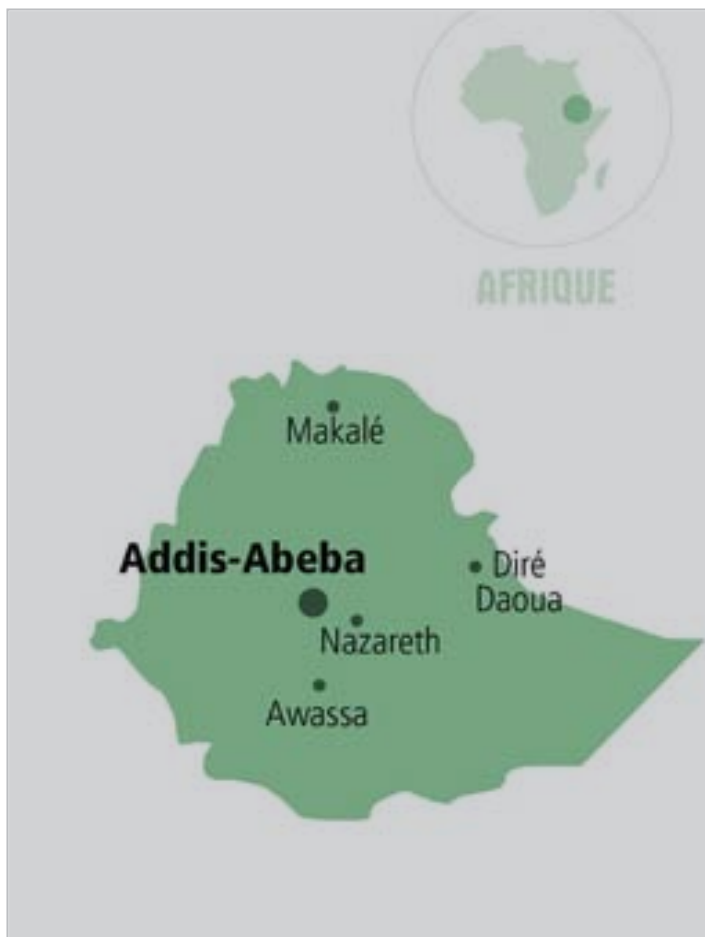 AFRIQUE
Makalé
Addis-Abeba
Diré
Daoua
Nazareth
Awassa